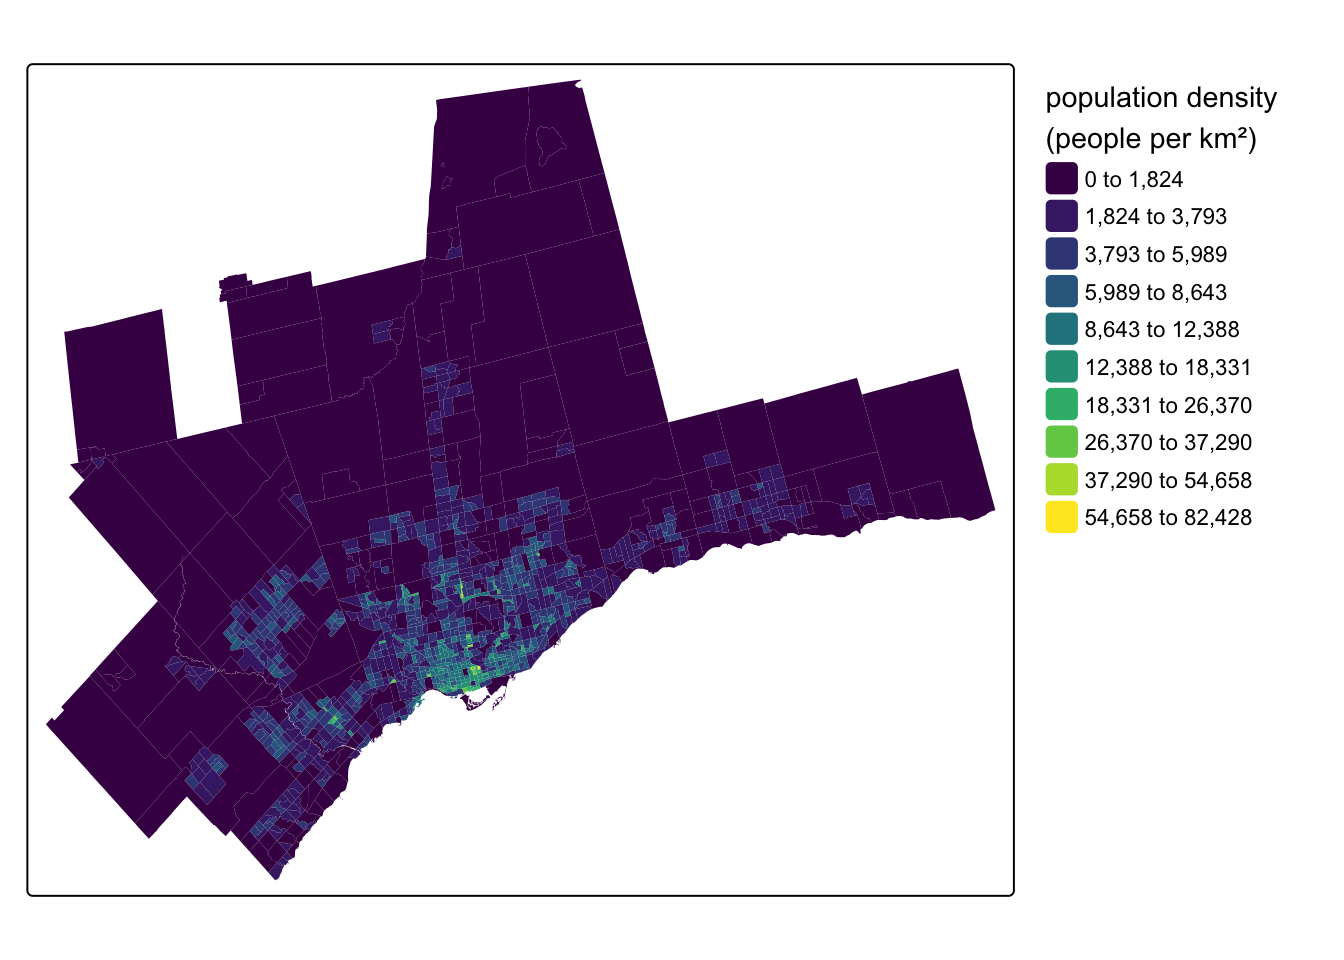 population density
(people per km²)
0 to 1,824
1,824 to 3,793
3,793 to 5,989
5,989 to 8,643
8,643 to 12,388
12,388 to 18,331
18,331 to 26,370
26,370 to 37,290
37,290 to 54,658
54,658 to 82,428